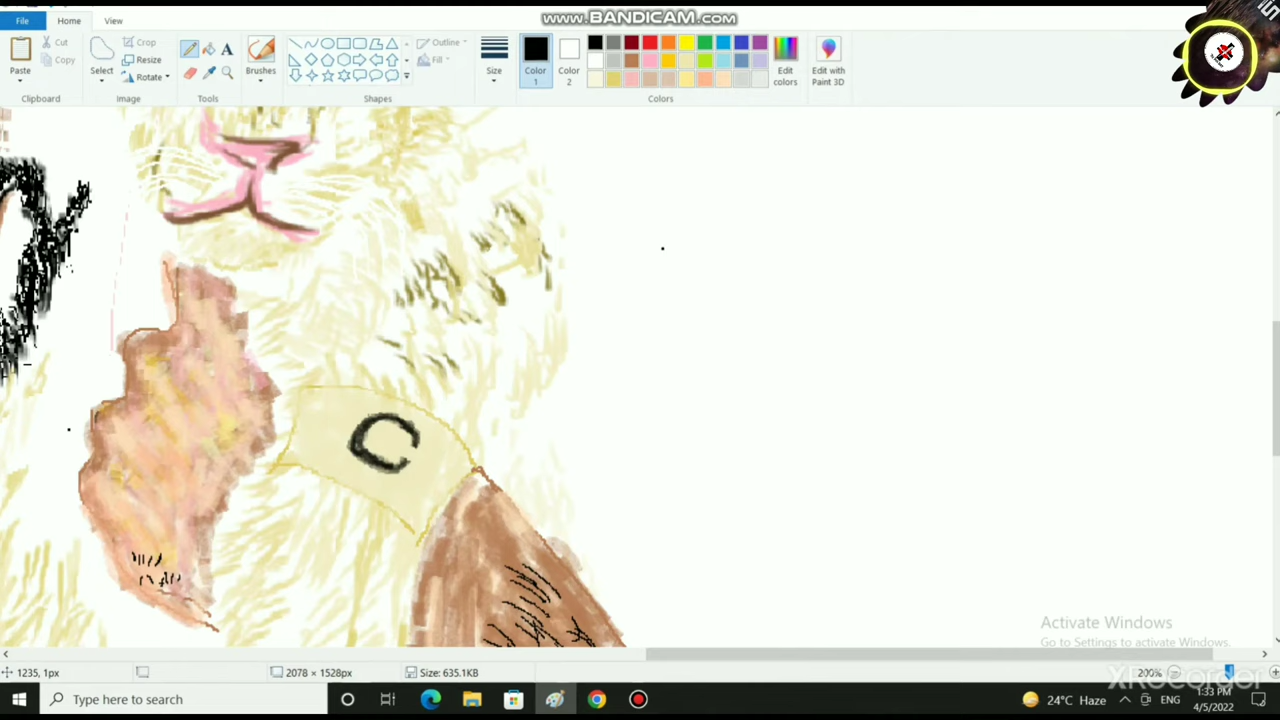 www.BANDICAM.com
File Home View
Paste
Cut
Copy
Clipboard
Select
Crop
Resize
Rotate
Image
A
Tools
Brushes
Shapes
Outline
Fill
Size
Color 1
Color 2
Colors
Edit colors
Edit with Paint 3D
C
Activate Windows
Go to Settings to activate Windows.
1235, 1px
2078 × 1528px
Size: 635.1KB
200%
XRecorder
Type here to search
24°C Haze
ENG
1:33 PM
4/5/2022